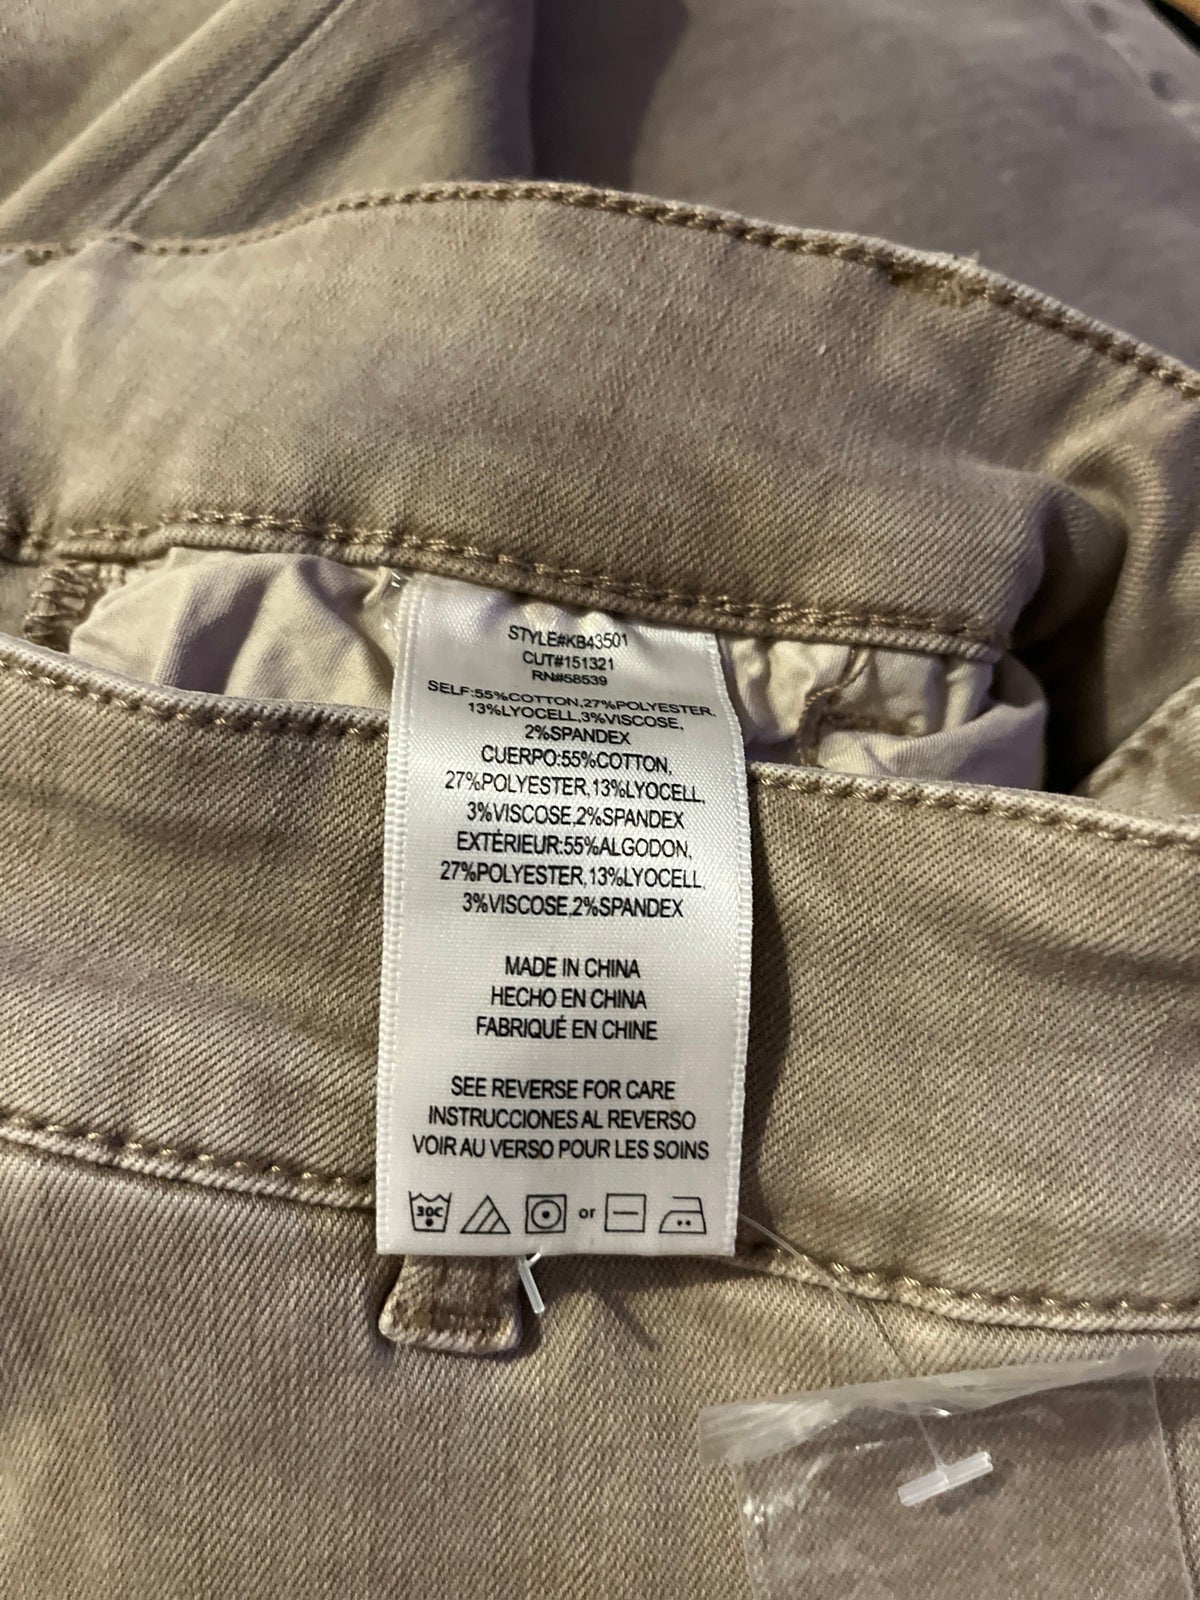 STYLE#KB43501
CUT#151321
RN#58539
SELF:55%COTTON,27%POLYESTER,
13%LYOCELL,3%VISCOSE,
2%SPANDEX
CUERPO:55%COTTON,
27%POLYESTER,13%LYOCELL,
3%VISCOSE,2%SPANDEX
EXTÉRIEUR:55%ALGODON,
27%POLYESTER,13%LYOCELL,
3%VISCOSE,2%SPANDEX
MADE IN CHINA
HECHO EN CHINA
FABRIQUÉ EN CHINE
SEE REVERSE FOR CARE
INSTRUCCIONES AL REVERSO
VOIR AU VERSO POUR LES SOINS
30C or